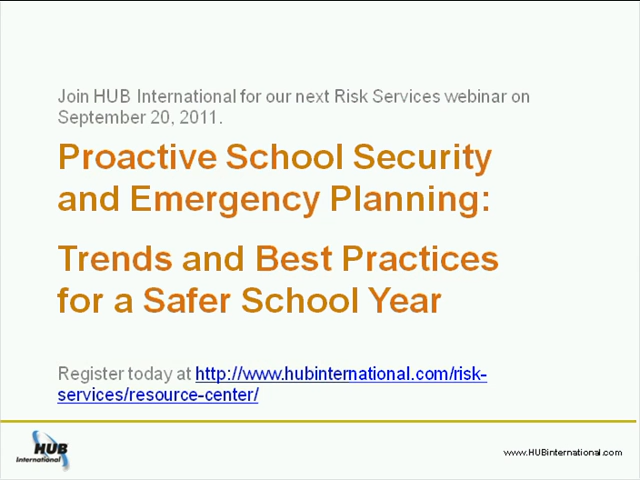 Join HUB International for our next Risk Services webinar on
September 20, 2011.
Proactive School Security
and Emergency Planning:
Trends and Best Practices
for a Safer School Year
Register today at http://www.hubinternational.com/risk-
services/resource-center/
HUB
International
www.HUBinternational.com